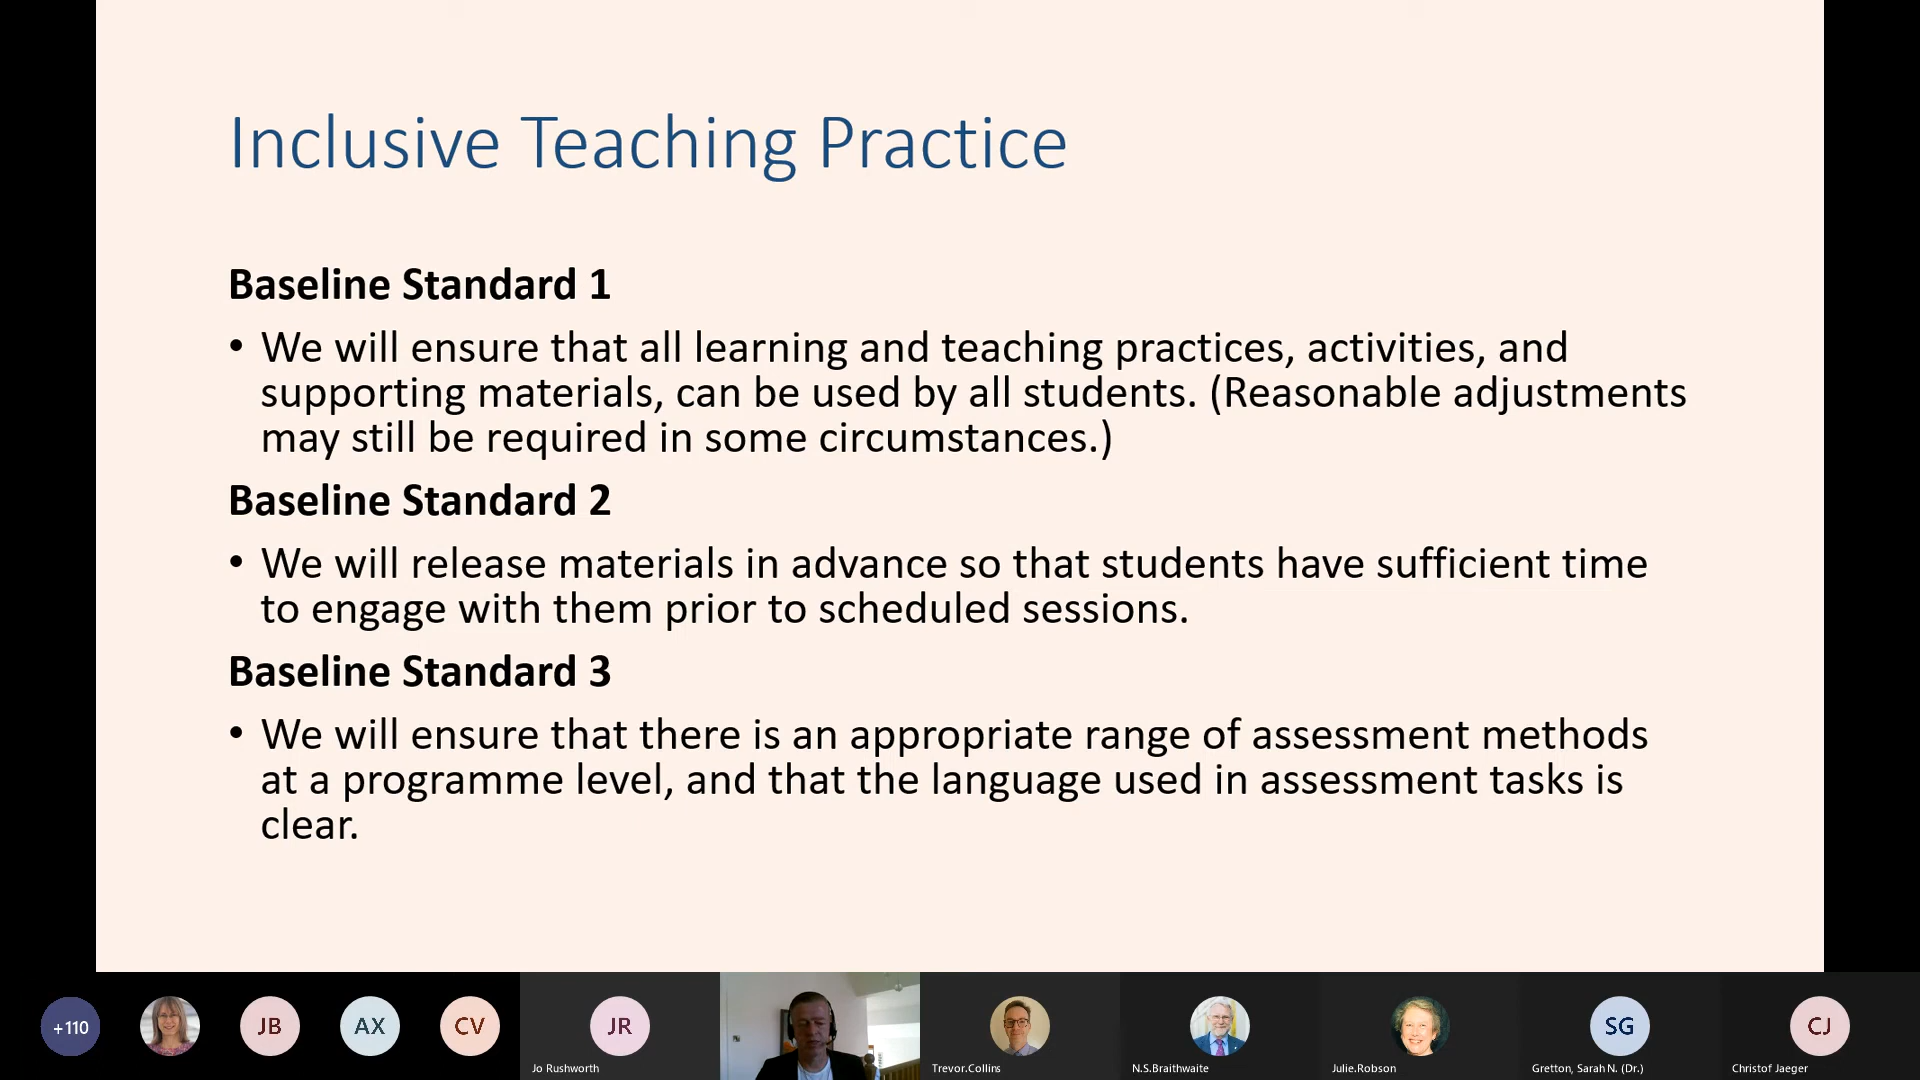 Inclusive Teaching Practice
Baseline Standard 1
• We will ensure that all learning and teaching practices, activities, and
supporting materials, can be used by all students. (Reasonable adjustments
may still be required in some circumstances.)
Baseline Standard 2
• We will release materials in advance so that students have sufficient time
to engage with them prior to scheduled sessions.
Baseline Standard 3
• We will ensure that there is an appropriate range of assessment methods
at a programme level, and that the language used in assessment tasks is
clear.
+110
JB
AX
CV
JR
SG
CJ
Jo Rushworth
Trevor.Collins
N.S.Braithwaite
Julie.Robson
Gretton, Sarah N. (Dr.)
Christof Jaeger